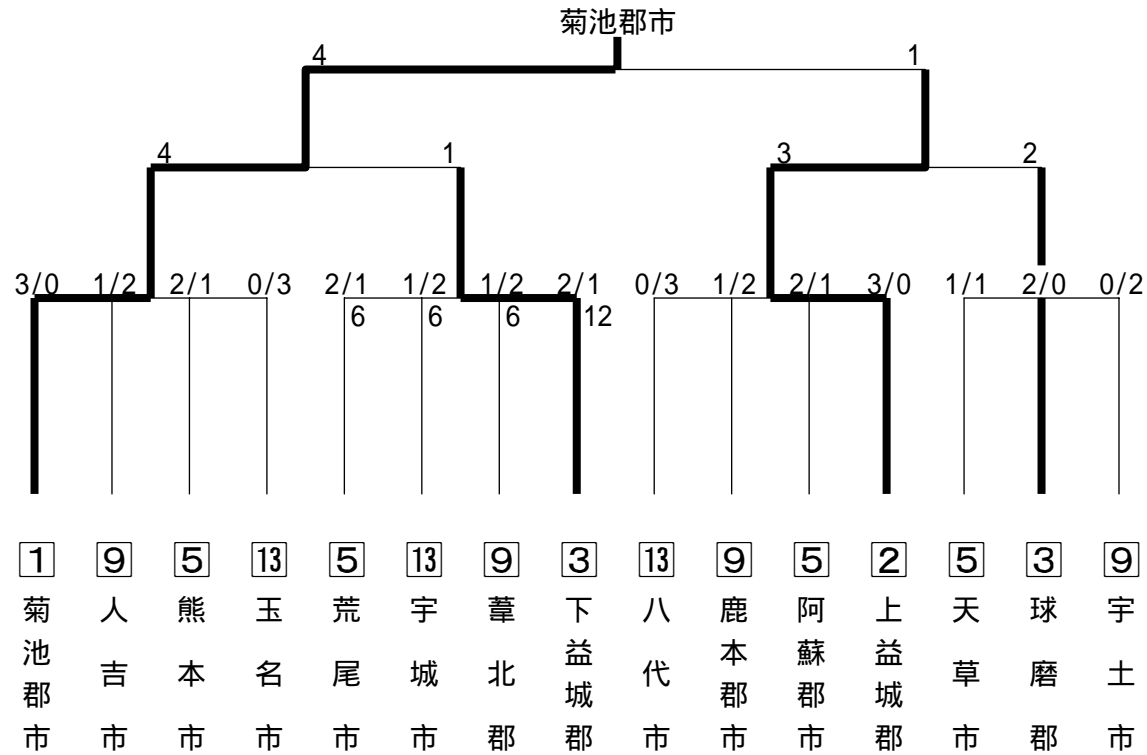 菊池郡市
4 1
4 1 3 2
3/0 1/2 2/1 0/3 2/1 1/2 1/2 2/1 0/3 1/2 2/1 3/0 1/1 2/0 0/2
6 6 6 12
1 9 5 13 5 13 9 3 13 9 5 2 5 3 9
菊池郡市
人吉市
熊本市
玉名市
荒尾市
宇城市
葦北郡
下益城郡
八代市
鹿本郡市
阿蘇郡市
上益城郡
天草市
球磨郡
宇土市